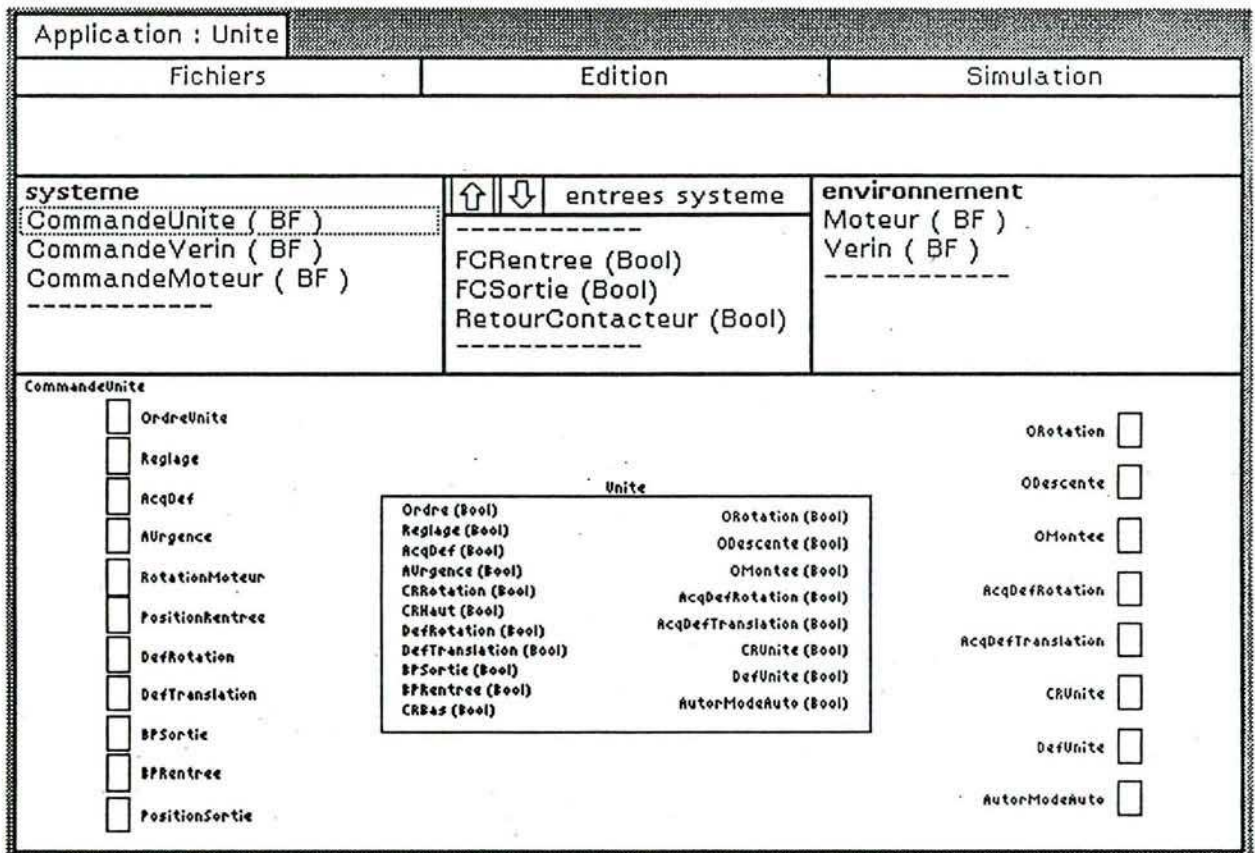 Application : Unite
Fichiers
Edition
Simulation
systeme
CommandeUnite ( BF )
CommandeVerin ( BF )
CommandeMoteur ( BF )
-------------
entrees systeme
-------------
FCRentree (Bool)
FCSortie (Bool)
RetourContacteur (Bool)
-------------
environnement
Moteur ( BF )
Verin ( BF )
-------------
CommandeUnite
OrdreUnite
Reglage
AcqDef
AUrgence
RotationMoteur
PositionRentree
DefRotation
DefTranslation
BPSortie
BPRentree
PositionSortie
Unite
Ordre (Bool)
Reglage (Bool)
AcqDef (Bool)
AUrgence (Bool)
CRRotation (Bool)
CRHaut (Bool)
DefRotation (Bool)
DefTranslation (Bool)
BPSortie (Bool)
BPRentree (Bool)
CRBas (Bool)
ORotation (Bool)
ODescente (Bool)
OMontee (Bool)
AcqDefRotation (Bool)
AcqDefTranslation (Bool)
CRUnite (Bool)
DefUnite (Bool)
AutorModeAuto (Bool)
ORotation
ODescente
OMontee
AcqDefRotation
AcqDefTranslation
CRUnite
DefUnite
AutorModeAuto